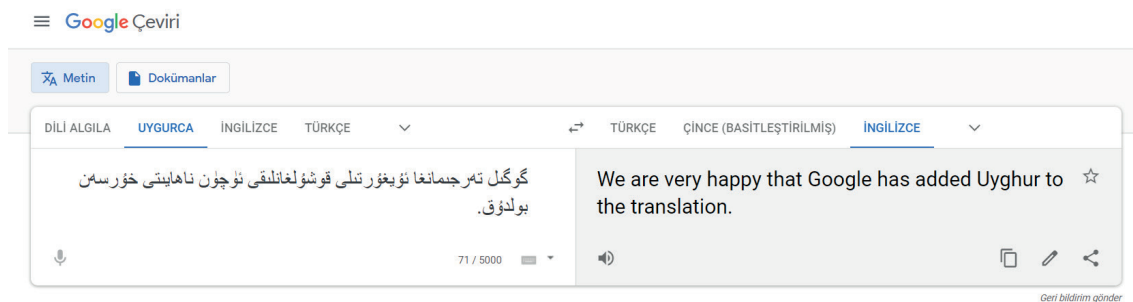 Google Çeviri
Metin Dokümanlar
DİLİ ALGILA UYGURCA İNGİLİZCE TÜRKÇE TÜRKÇE ÇİNCE (BASİTLEŞTİRİLMİŞ) İNGİLİZCE
گوگىل تەرجىمانغا ئۇيغۇرتىلى قوشۇلغانلىقى ئۈچۈن ناھايىتى خۇرسەن
بولدۇق.
We are very happy that Google has added Uyghur to
the translation.
71 / 5000
Geri bildirim gönder